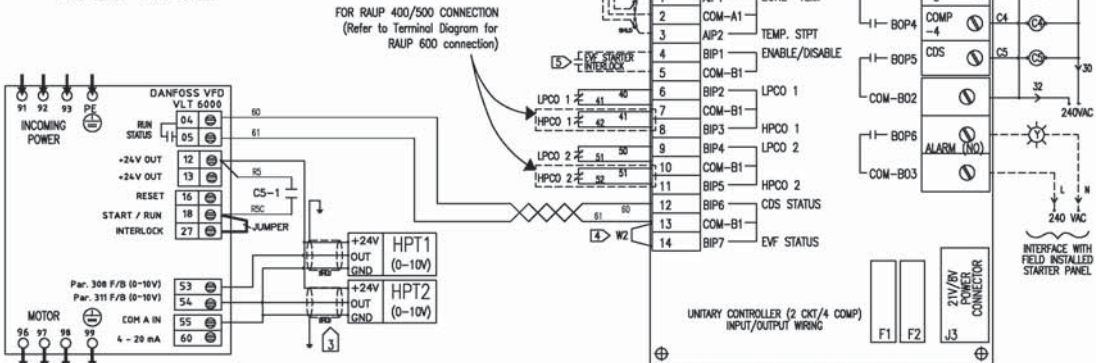 FOR RAUP 400/500 CONNECTION
(Refer to Terminal Diagram for
RAUP 600 connection)
DANFOSS VFD
VLT 6000
91 92 93 PE
INCOMING
POWER
RUN
STATUS
04
05
+24V OUT 12
+24V OUT 13
RESET 16
START / RUN 18
INTERLOCK 27
Par. 308 F/B (0-10V) 53
Par. 311 F/B (0-10V) 54
COM A IN 55
4 - 20 mA 60
MOTOR
96 97 98 99
60
61
R5
C5-1
R5C
JUMPER
+24V
OUT
GND
HPT1
(0-10V)
+24V
OUT
GND
HPT2
(0-10V)
3
5
EVF STARTER
INTERLOCK
LPCO 1 41 40
HPCO 1 42 41
LPCO 2 51 50
HPCO 2 52 51
60
61
4 W2
2 COM-A1
3 AIP2 TEMP. STPT
4 BIP1 ENABLE/DISABLE
5 COM-B1
6 BIP2 LPCO 1
7 COM-B1
8 BIP3 HPCO 1
9 BIP4 LPCO 2
10 COM-B1
11 BIP5 HPCO 2
12 BIP6 CDS STATUS
13 COM-B1
14 BIP7 EVF STATUS
BOP4 COMP
-4
C4 C4
BOP5 CDS C5 C5
COM-B02 32
30
240VAC
BOP6 ALARM (NO) Y
COM-B03
L N
240 VAC
INTERFACE WITH
FIELD INSTALLED
STARTER PANEL
UNITARY CONTROLLER (2 CKT/4 COMP)
INPUT/OUTPUT WIRING
F1 F2
21V/8V
POWER
CONNECTOR
J3